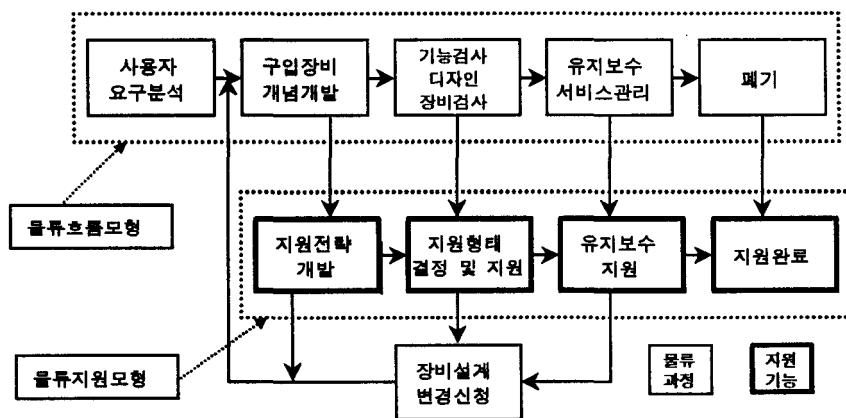 사용자
요구분석
구입장비
개념개발
기능검사
디자인
장비검사
유지보수
서비스관리
폐기
물류흐름모형
지원전략
개발
지원형태
결정 및 지원
유지보수
지원
지원완료
물류지원모형
장비설계
변경신청
물류
과정
지원
기능